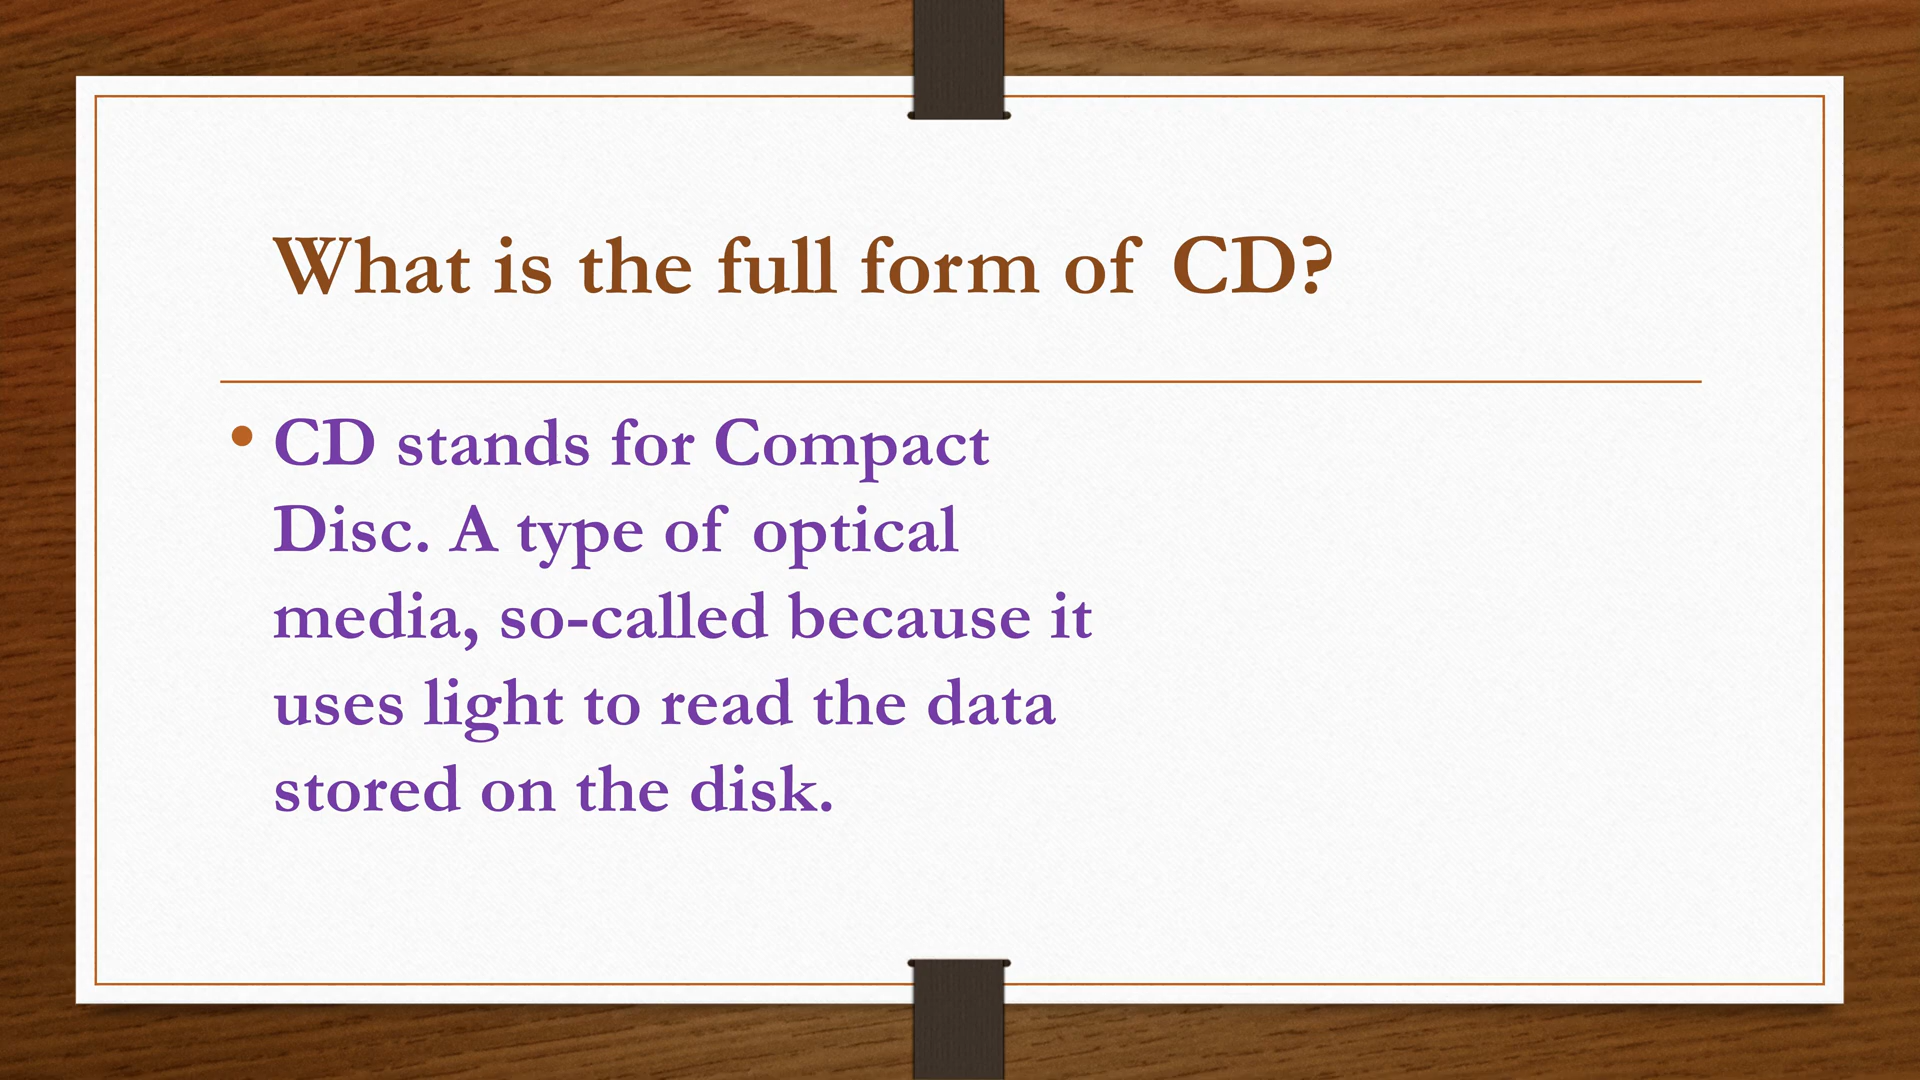 What is the full form of CD?
• CD stands for Compact
Disc. A type of optical
media, so-called because it
uses light to read the data
stored on the disk.